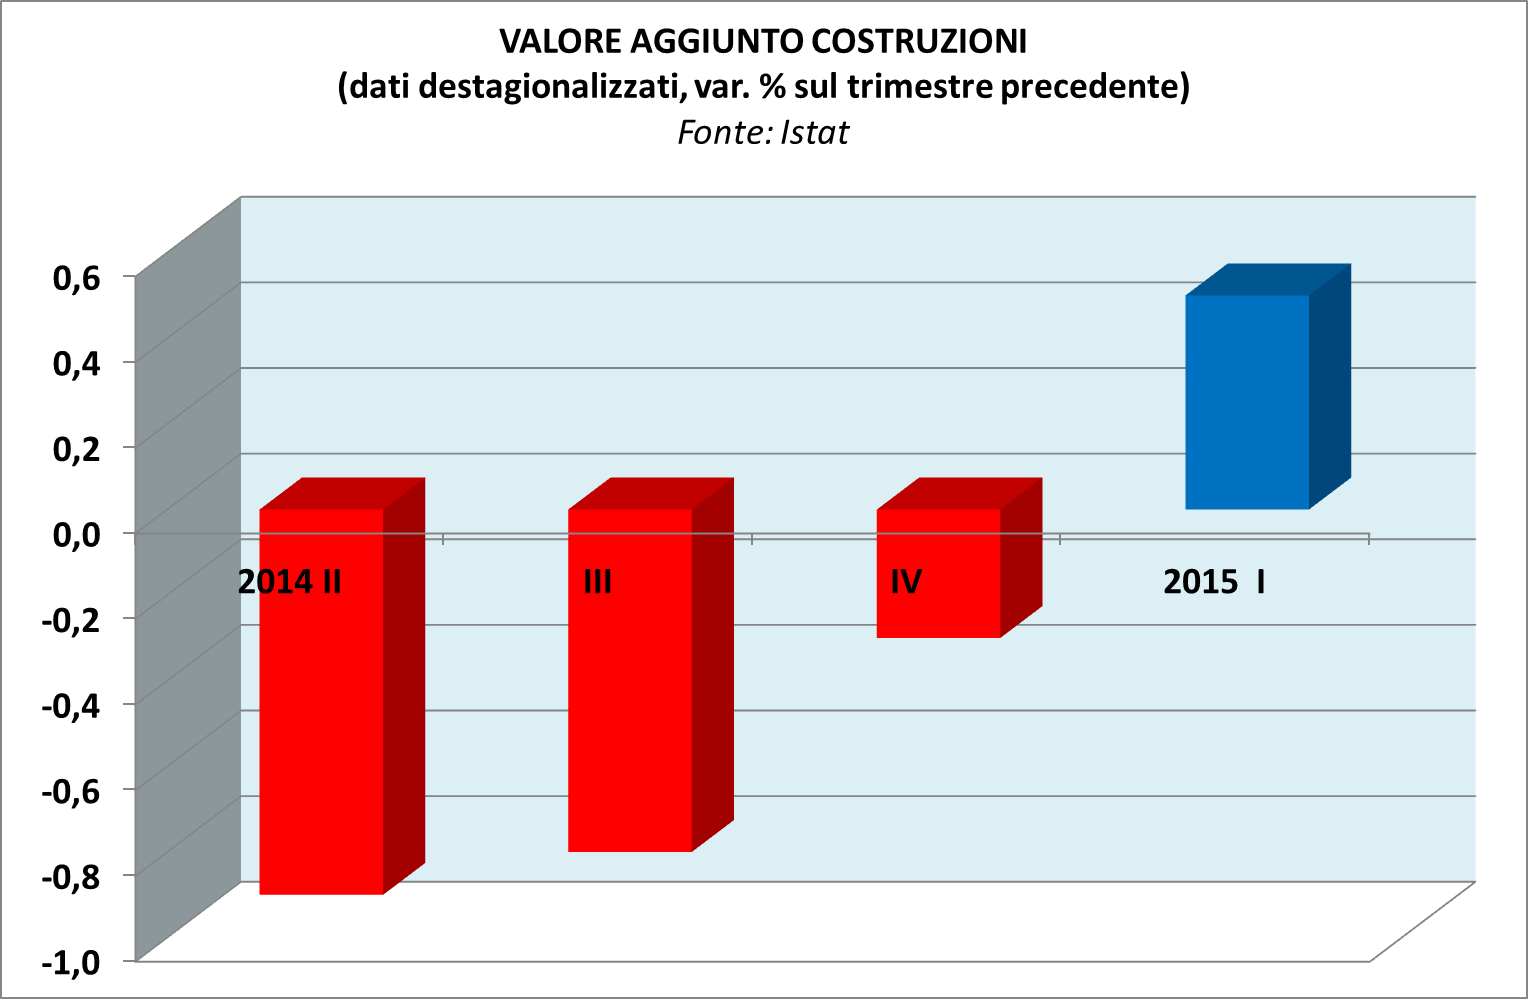 VALORE AGGIUNTO COSTRUZIONI
(dati destagionalizzati, var. % sul trimestre precedente)
Fonte: Istat
0,6
0,4
0,2
0,0
-0,2
-0,4
-0,6
-0,8
-1,0
2014 II III IV 2015 I